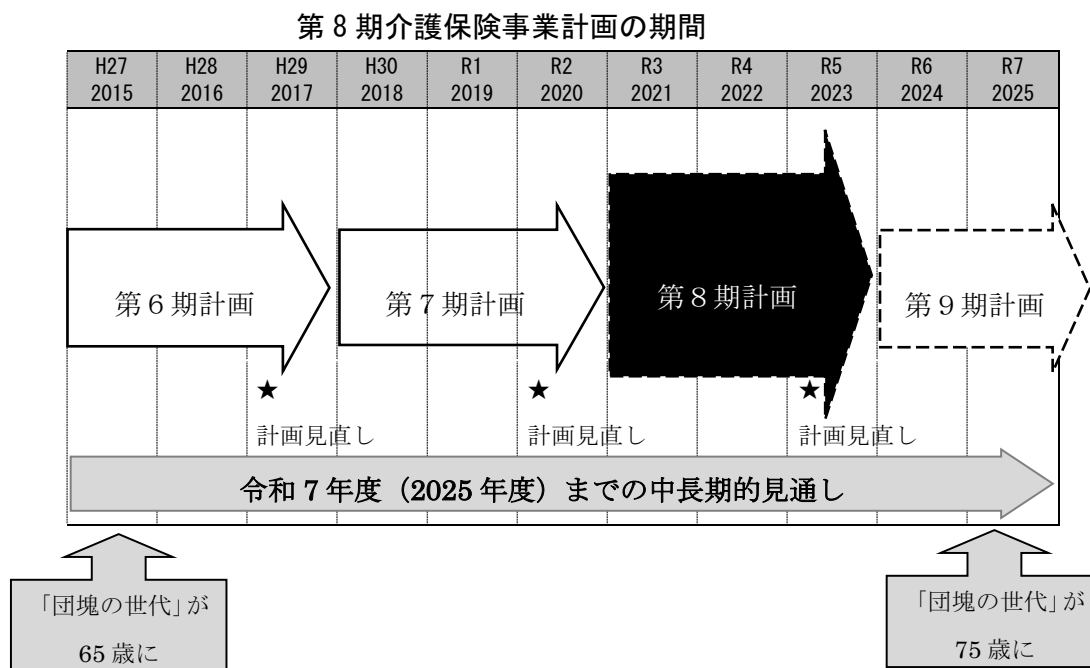 第8期介護保険事業計画の期間
H27 H28 H29 H30 R1 R2 R3 R4 R5 R6 R7
2015 2016 2017 2018 2019 2020 2021 2022 2023 2024 2025
第6期計画 第7期計画 第8期計画 第9期計画
★ ★ ★
計画見直し 計画見直し 計画見直し
令和7年度（2025年度）までの中長期的見通し
「団塊の世代」が
65歳に
「団塊の世代」が
75歳に